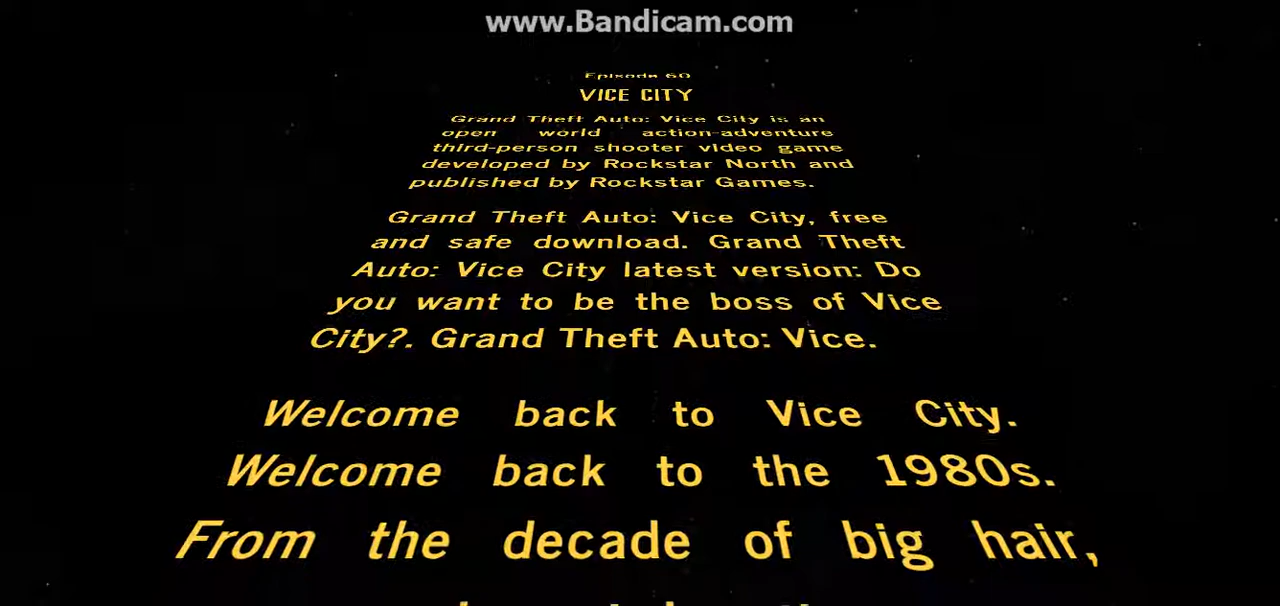 www.Bandicam.com
Episode 60
VICE CITY
Grand Theft Auto: Vice City is an
open world action-adventure
third-person shooter video game
developed by Rockstar North and
published by Rockstar Games.
Grand Theft Auto: Vice City, free
and safe download. Grand Theft
Auto: Vice City latest version: Do
you want to be the boss of Vice
City?. Grand Theft Auto: Vice.
Welcome back to Vice City.
Welcome back to the 1980s.
From the decade of big hair,